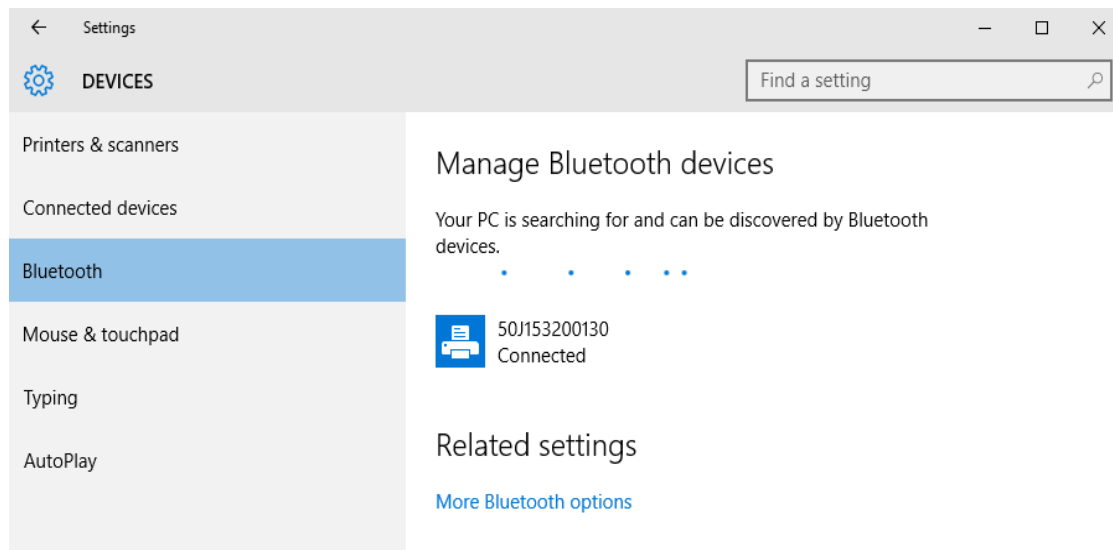 Settings
DEVICES
Find a setting
Printers & scanners
Connected devices
Bluetooth
Mouse & touchpad
Typing
AutoPlay
Manage Bluetooth devices
Your PC is searching for and can be discovered by Bluetooth
devices.
50J153200130
Connected
Related settings
More Bluetooth options